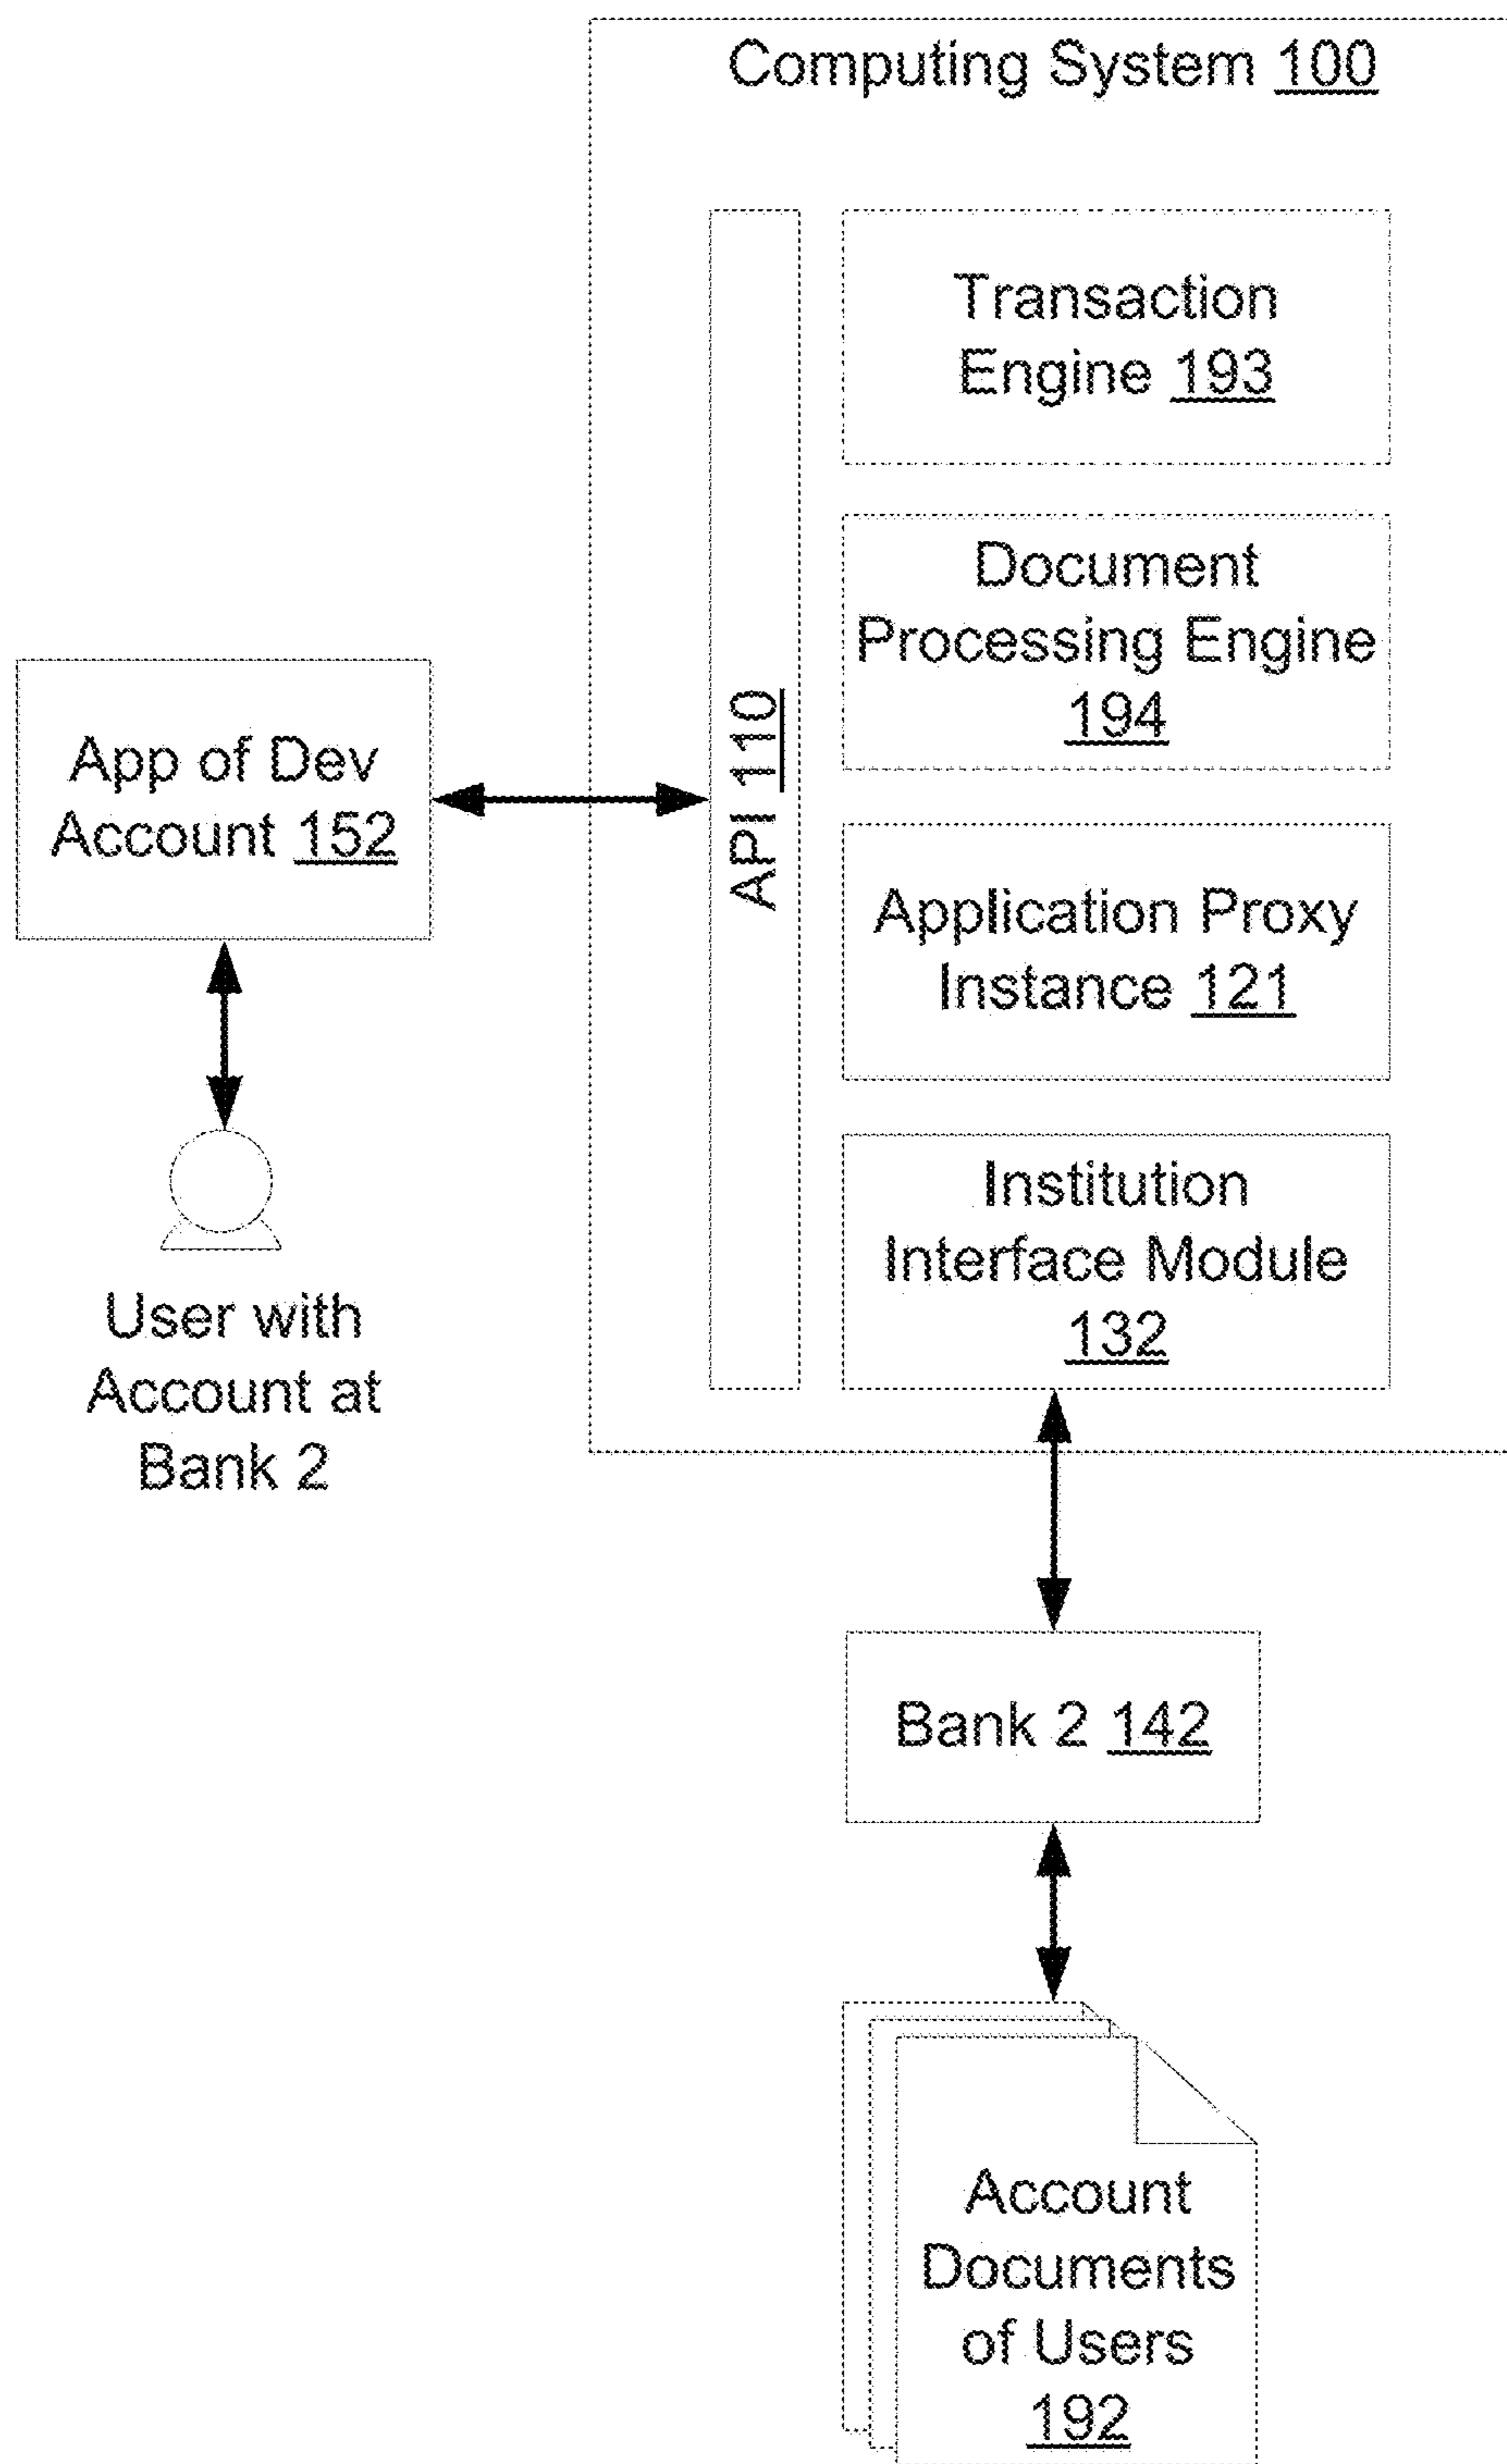 Computing System 100
Transaction
Engine 193
Document
Processing Engine
194
App of Dev
Account 152
API 110
Application Proxy
Instance 121
Institution
Interface Module
132
User with
Account at
Bank 2
Bank 2 142
Account
Documents
of Users
192